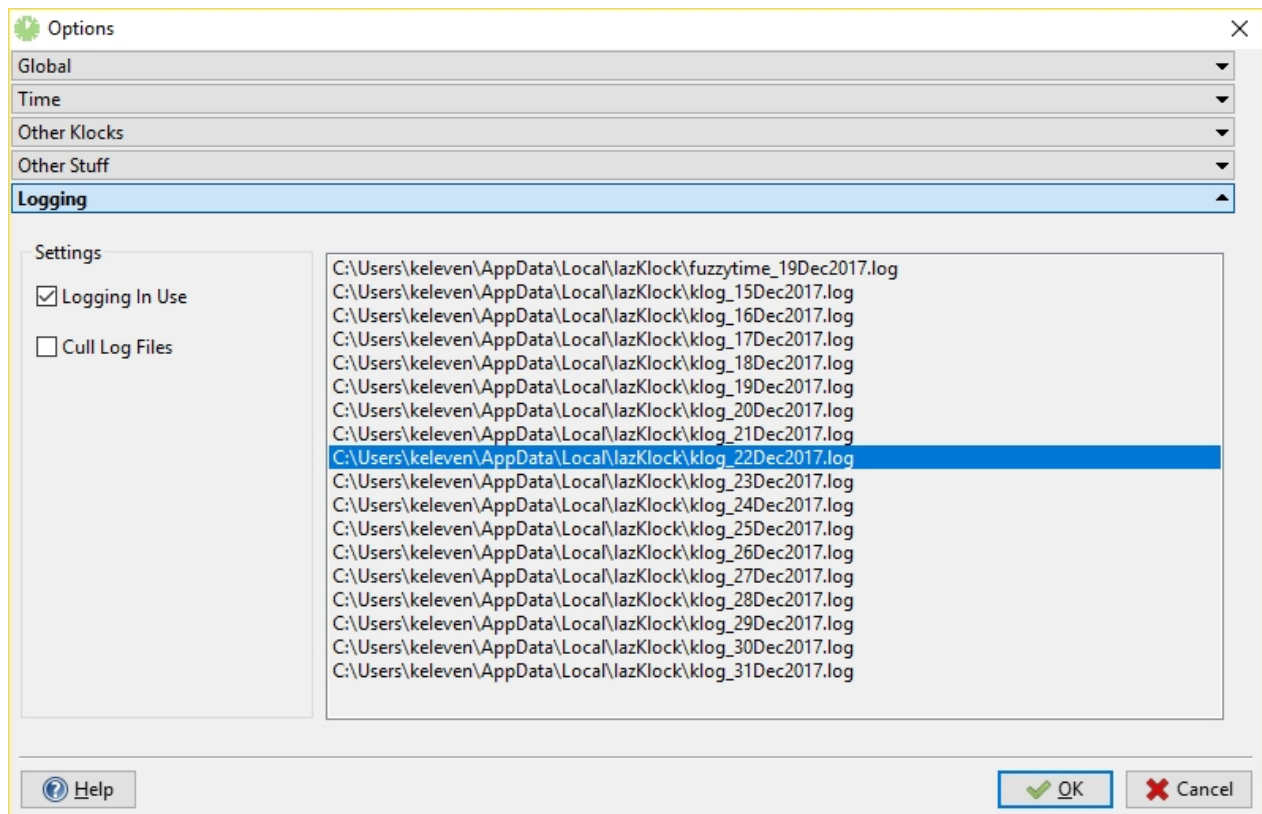 Options
Global
Time
Other Klocks
Other Stuff
Logging
Settings
Logging In Use
Cull Log Files
C:\Users\keleven\AppData\Local\lazKlock\fuzzytime_19Dec2017.log
C:\Users\keleven\AppData\Local\lazKlock\klog_15Dec2017.log
C:\Users\keleven\AppData\Local\lazKlock\klog_16Dec2017.log
C:\Users\keleven\AppData\Local\lazKlock\klog_17Dec2017.log
C:\Users\keleven\AppData\Local\lazKlock\klog_18Dec2017.log
C:\Users\keleven\AppData\Local\lazKlock\klog_19Dec2017.log
C:\Users\keleven\AppData\Local\lazKlock\klog_20Dec2017.log
C:\Users\keleven\AppData\Local\lazKlock\klog_21Dec2017.log
C:\Users\keleven\AppData\Local\lazKlock\klog_22Dec2017.log
C:\Users\keleven\AppData\Local\lazKlock\klog_23Dec2017.log
C:\Users\keleven\AppData\Local\lazKlock\klog_24Dec2017.log
C:\Users\keleven\AppData\Local\lazKlock\klog_25Dec2017.log
C:\Users\keleven\AppData\Local\lazKlock\klog_26Dec2017.log
C:\Users\keleven\AppData\Local\lazKlock\klog_27Dec2017.log
C:\Users\keleven\AppData\Local\lazKlock\klog_28Dec2017.log
C:\Users\keleven\AppData\Local\lazKlock\klog_29Dec2017.log
C:\Users\keleven\AppData\Local\lazKlock\klog_30Dec2017.log
C:\Users\keleven\AppData\Local\lazKlock\klog_31Dec2017.log
Help
OK
Cancel